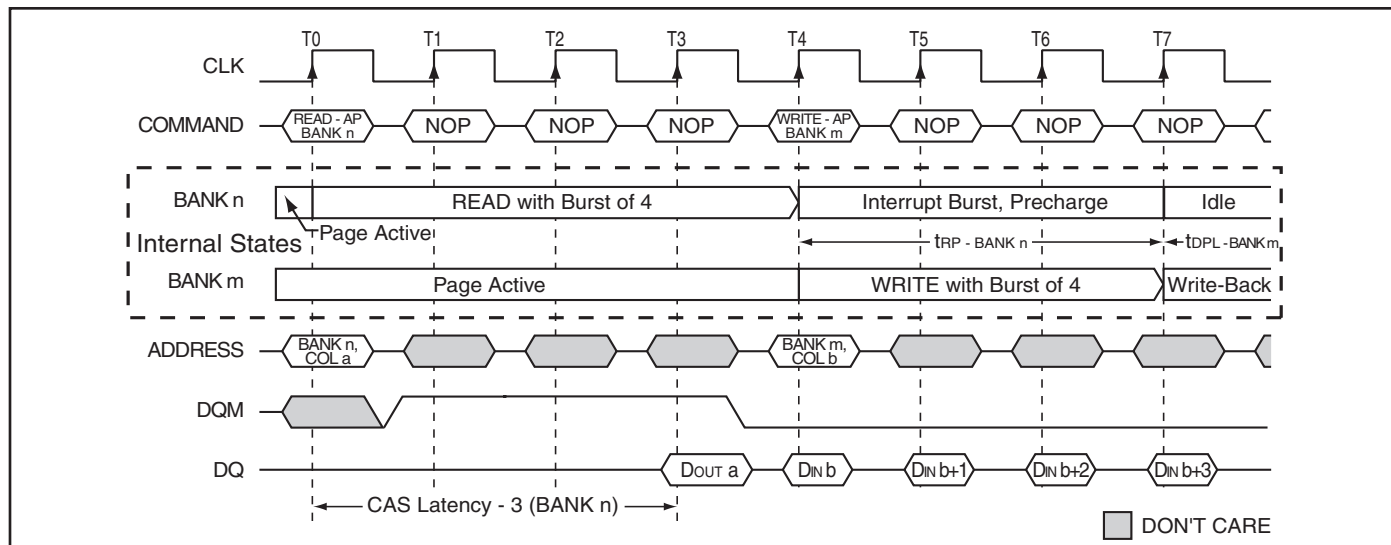 T0 T1 T2 T3 T4 T5 T6 T7
CLK
COMMAND
READ - AP
BANK n
NOP NOP NOP
WRITE - AP
BANK m
NOP NOP NOP
BANK n
READ with Burst of 4
Interrupt Burst, Precharge
Idle
Page Active
Internal States
tRP - BANK n
tDPL - BANK m
BANK m
Page Active
WRITE with Burst of 4
Write-Back
ADDRESS
BANK n,
COL a
BANK m,
COL b
DQM
DQ
DOUT a
DIN b
DIN b+1
DIN b+2
DIN b+3
CAS Latency - 3 (BANK n)
DON'T CARE